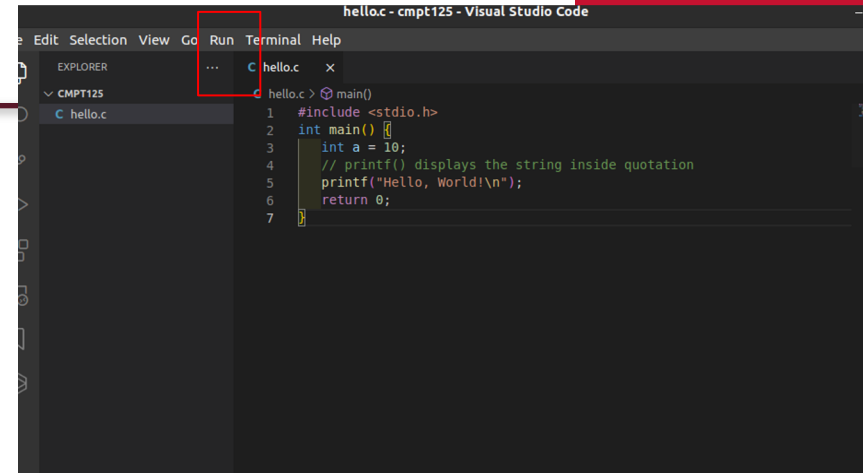 hello.c - cmpt125 - Visual Studio Code
e Edit Selection View Go Run Terminal Help
EXPLORER ...
C hello.c ×
CMPT125
C hello.c
C hello.c > main()
1 #include <stdio.h>
2 int main() {
3 int a = 10;
4 // printf() displays the string inside quotation
5 printf("Hello, World!\n");
6 return 0;
7 }